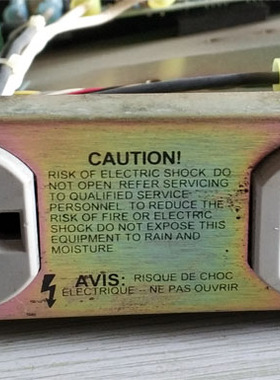 CAUTION!
RISK OF ELECTRIC SHOCK DO
NOT OPEN. REFER SERVICING
TO QUALIFIED SERVICE
PERSONNEL TO REDUCE THE
RISK OF FIRE OR ELECTRIC
SHOCK DO NOT EXPOSE THIS
EQUIPMENT TO RAIN AND
MOISTURE.
AVIS: RISQUE DE CHOC
ÉLECTRIQUE -- NE PAS OUVRIR